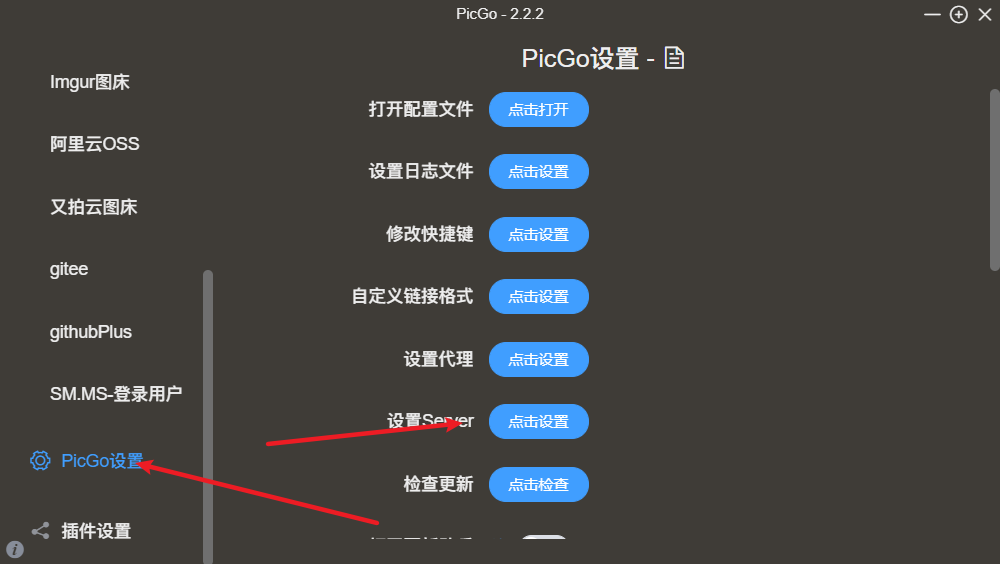 PicGo - 2.2.2
Imgur图床
阿里云OSS
又拍云图床
gitee
githubPlus
SM.MS-登录用户
PicGo设置
插件设置
PicGo设置 -
打开配置文件 点击打开
设置日志文件 点击设置
修改快捷键 点击设置
自定义链接格式 点击设置
设置代理 点击设置
设置Server 点击设置
检查更新 点击检查